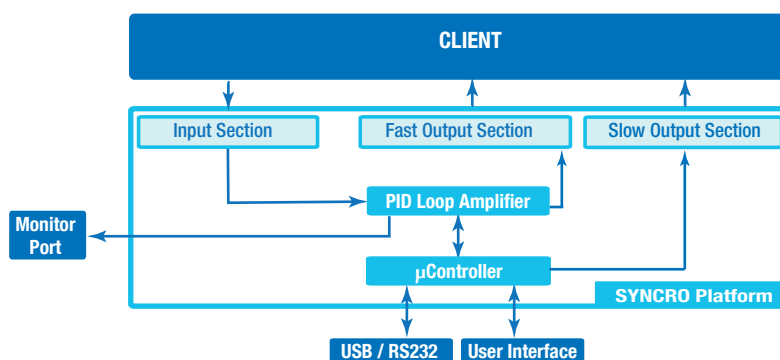 CLIENT
Input Section
Fast Output Section
Slow Output Section
PID Loop Amplifier
Monitor
Port
µController
SYNCRO Platform
USB / RS232
User Interface